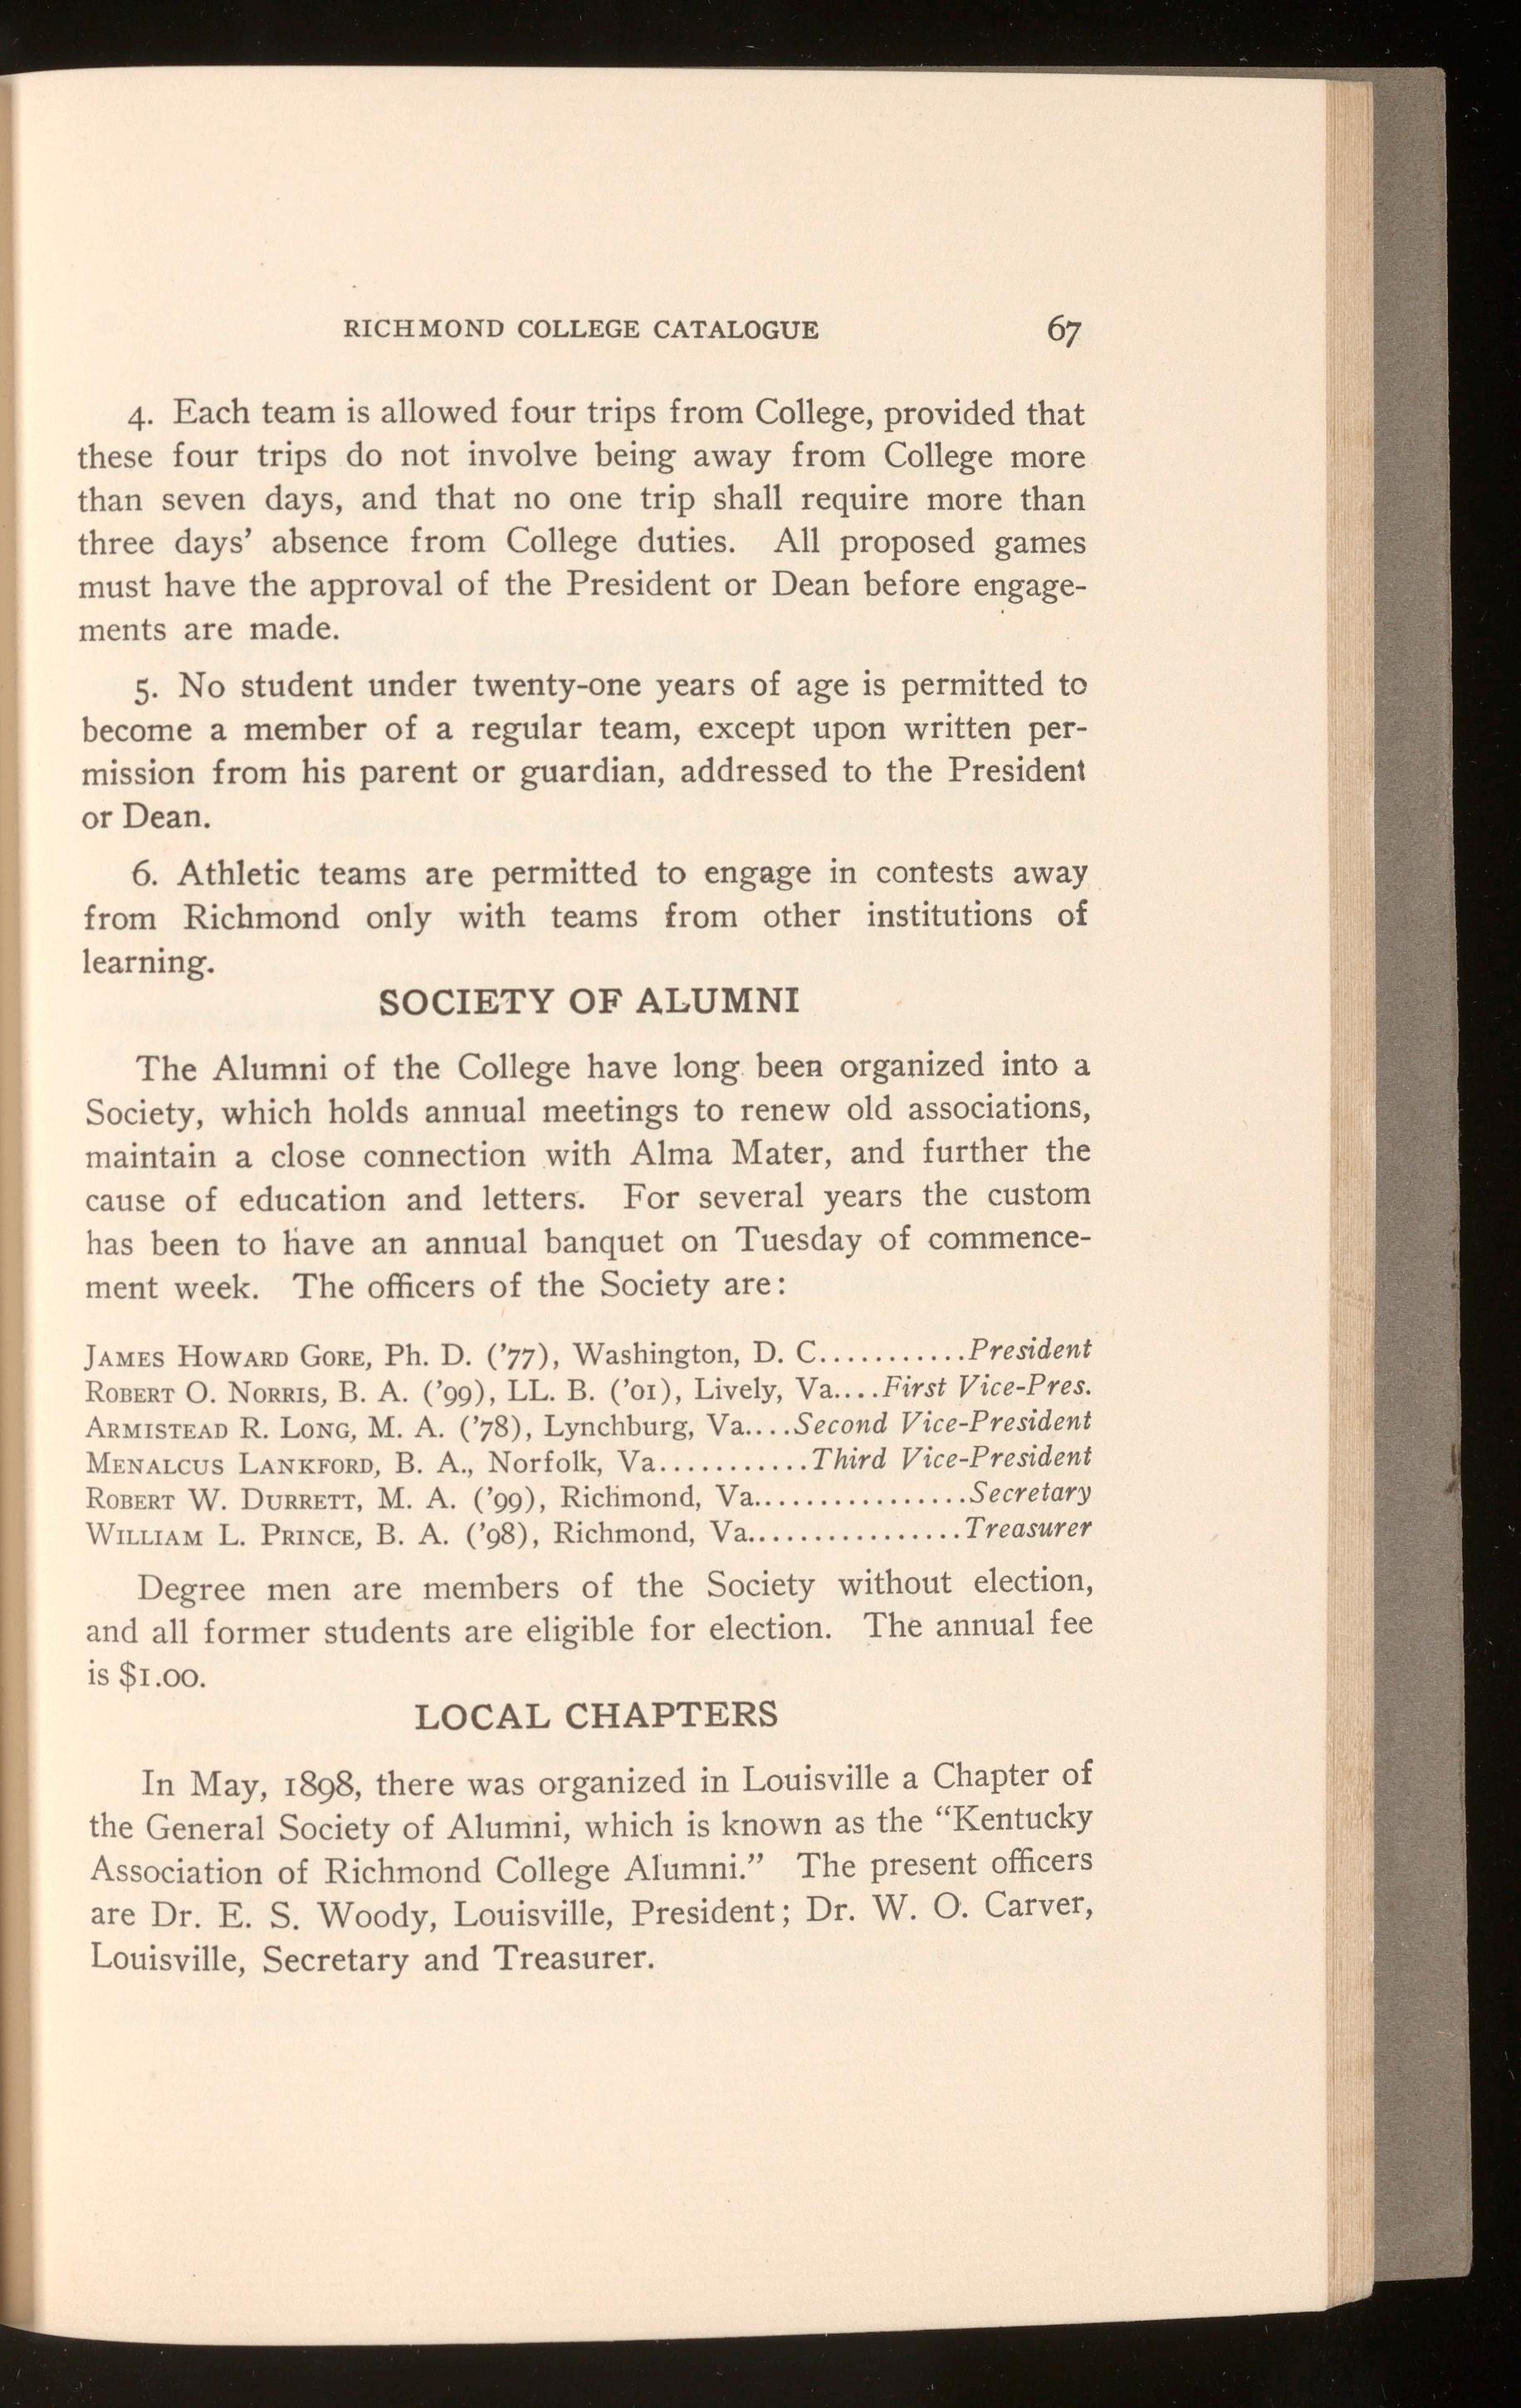 RICHMOND COLLEGE CATALOGUE 67
4. Each team is allowed four trips from College, provided that
these four trips do not involve being away from College more
than seven days, and that no one trip shall require more than
three days’ absence from College duties. All proposed games
must have the approval of the President or Dean before engage-
ments are made.
5. No student under twenty-one years of age is permitted to
become a member of a regular team, except upon written per-
mission from his parent or guardian, addressed to the President
or Dean.
6. Athletic teams are permitted to engage in contests away
from Richmond only with teams from other institutions of
learning.
SOCIETY OF ALUMNI
The Alumni of the College have long been organized into a
Society, which holds annual meetings to renew old associations,
maintain a close connection with Alma Mater, and further the
cause of education and letters. For several years the custom
has been to have an annual banquet on Tuesday of commence-
ment week. The officers of the Society are:
JAMES HOWARD GORE, Ph. D. (’77), Washington, D. C...........President
ROBERT O. NORRIS, B. A. (’99), LL. B. (’01), Lively, Va....First Vice-Pres.
ARMISTEAD R. LONG, M. A. (’78), Lynchburg, Va....Second Vice-President
MENALCUS LANKFORD, B. A., Norfolk, Va...........Third Vice-President
ROBERT W. DURRETT, M. A. (’99), Richmond, Va................Secretary
WILLIAM L. PRINCE, B. A. (’98), Richmond, Va................Treasurer
Degree men are members of the Society without election,
and all former students are eligible for election. The annual fee
is $1.00.
LOCAL CHAPTERS
In May, 1898, there was organized in Louisville a Chapter of
the General Society of Alumni, which is known as the “Kentucky
Association of Richmond College Alumni.” The present officers
are Dr. E. S. Woody, Louisville, President; Dr. W. O. Carver,
Louisville, Secretary and Treasurer.